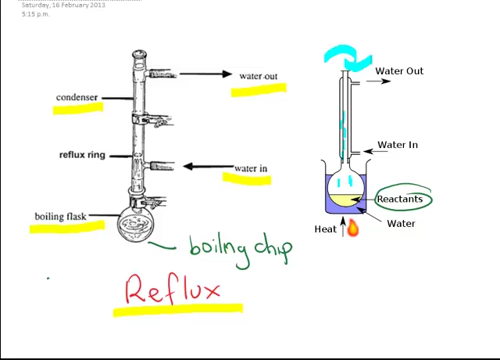 Saturday, 16 February 2013
5:15 p.m.
water out
condenser
reflux ring
water in
boiling flask
boiling chip
Reflux
Water Out
Water In
Reactants
Water
Heat